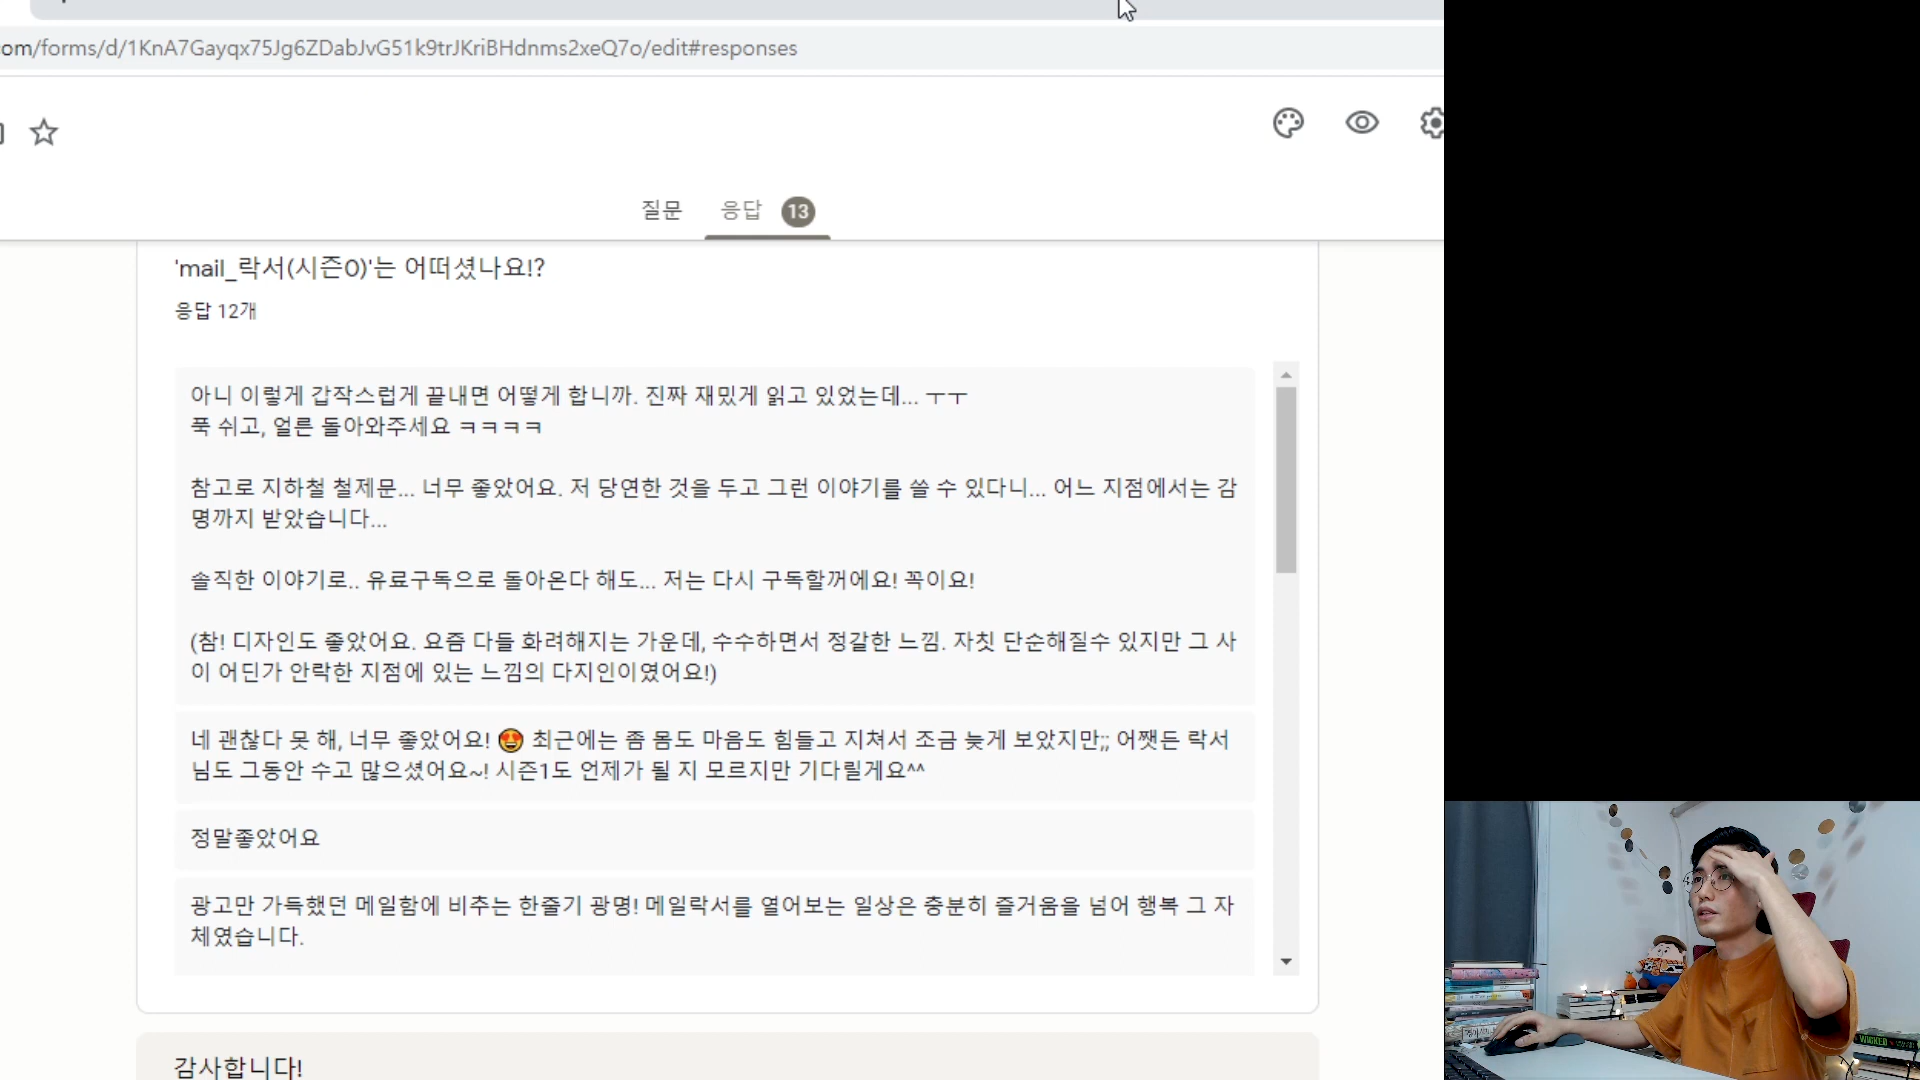 om/forms/d/1KnA7Gayqx75Jg6ZDabJvG51k9trJKriBHdnms2xeQ7o/edit#responses
질문 응답 13
'mail_락서(시즌0)'는 어떠셨나요!?
응답 12개
아니 이렇게 갑작스럽게 끝내면 어떻게 합니까. 진짜 재밌게 읽고 있었는데... ㅜㅜ
푹 쉬고, 얼른 돌아와주세요 ㅋㅋㅋㅋ
참고로 지하철 철제문... 너무 좋았어요. 저 당연한 것을 두고 그런 이야기를 쓸 수 있다니... 어느 지점에서는 감
명까지 받았습니다...
솔직한 이야기로.. 유료구독으로 돌아온다 해도... 저는 다시 구독할꺼에요! 꼭이요!
(참! 디자인도 좋았어요. 요즘 다들 화려해지는 가운데, 수수하면서 정갈한 느낌. 자칫 단순해질수 있지만 그 사
이 어딘가 안락한 지점에 있는 느낌의 다지인이였어요!)
네 괜찮다 못 해, 너무 좋았어요! 😍 최근에는 좀 몸도 마음도 힘들고 지쳐서 조금 늦게 보았지만;; 어쨋든 락서
님도 그동안 수고 많으셨어요~! 시즌1도 언제가 될 지 모르지만 기다릴게요^^
정말좋았어요
광고만 가득했던 메일함에 비추는 한줄기 광명! 메일락서를 열어보는 일상은 충분히 즐거움을 넘어 행복 그 자
체였습니다.
감사합니다!
WICKED